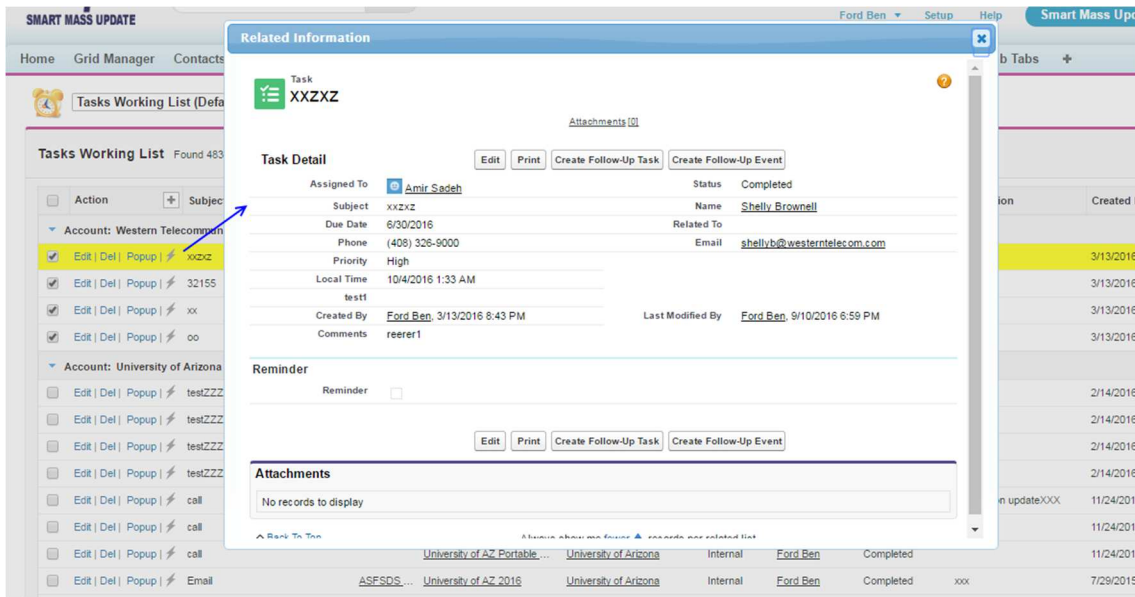 SMART MASS UPDATE
Ford Ben Setup Help Smart Mass Upd
Home Grid Manager Contacts b Tabs +
Tasks Working List (Defa
Tasks Working List Found 483
Action + Subjec ion Created
Account: Western Telecommun
Edit | Del | Popup | xxzxz 3/13/2016
Edit | Del | Popup | 32155 3/13/2016
Edit | Del | Popup | xx 3/13/2016
Edit | Del | Popup | oo 3/13/2016
Account: University of Arizona
Edit | Del | Popup | testZZZ 2/14/2016
Edit | Del | Popup | testZZZ 2/14/2016
Edit | Del | Popup | testZZZ 2/14/2016
Edit | Del | Popup | testZZZ 2/14/2016
Edit | Del | Popup | call n updateXXX 11/24/201
Edit | Del | Popup | call 11/24/201
Edit | Del | Popup | call University of AZ Portable ... University of Arizona Internal Ford Ben Completed 11/24/201
Edit | Del | Popup | Email ASFSDS ... University of AZ 2016 University of Arizona Internal Ford Ben Completed xxx 7/29/2015
Related Information
Task
xxzxz
Attachments [0]
Task Detail Edit Print Create Follow-Up Task Create Follow-Up Event
Assigned To Amir Sadeh Status Completed
Subject xxzxz Name Shelly Brownell
Due Date 6/30/2016 Related To
Phone (408) 326-9000 Email shellyb@westerntelecom.com
Priority High
Local Time 10/4/2016 1:33 AM
test1
Created By Ford Ben, 3/13/2016 8:43 PM Last Modified By Ford Ben, 9/10/2016 6:59 PM
Comments reerer1
Reminder
Reminder
Edit Print Create Follow-Up Task Create Follow-Up Event
Attachments
No records to display
Back To Top Always show me fewer records per related list